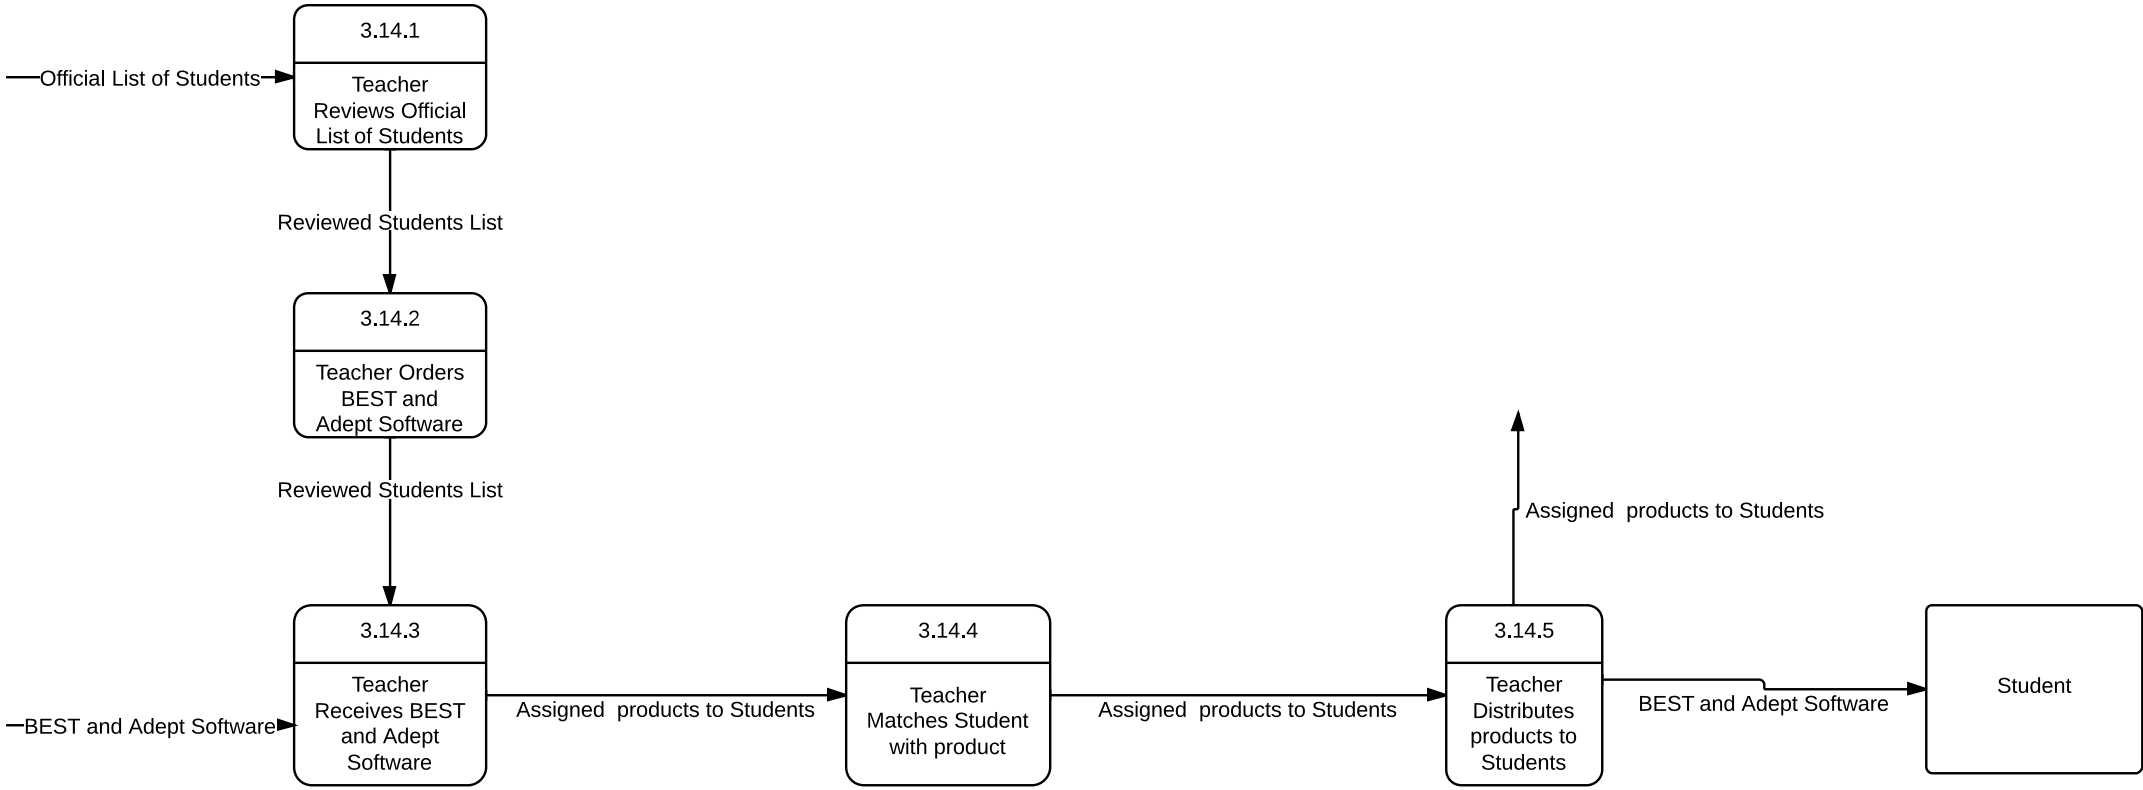 3.14.1
Official List of Students
Teacher
Reviews Official
List of Students
Reviewed Students List
3.14.2
Teacher Orders
BEST and
Adept Software
Reviewed Students List
3.14.3
Teacher
Receives BEST
and Adept
Software
BEST and Adept Software
Assigned  products to Students
3.14.4
Teacher
Matches Student
with product
Assigned  products to Students
3.14.5
Teacher
Distributes
products to
Students
Assigned  products to Students
BEST and Adept Software
Student